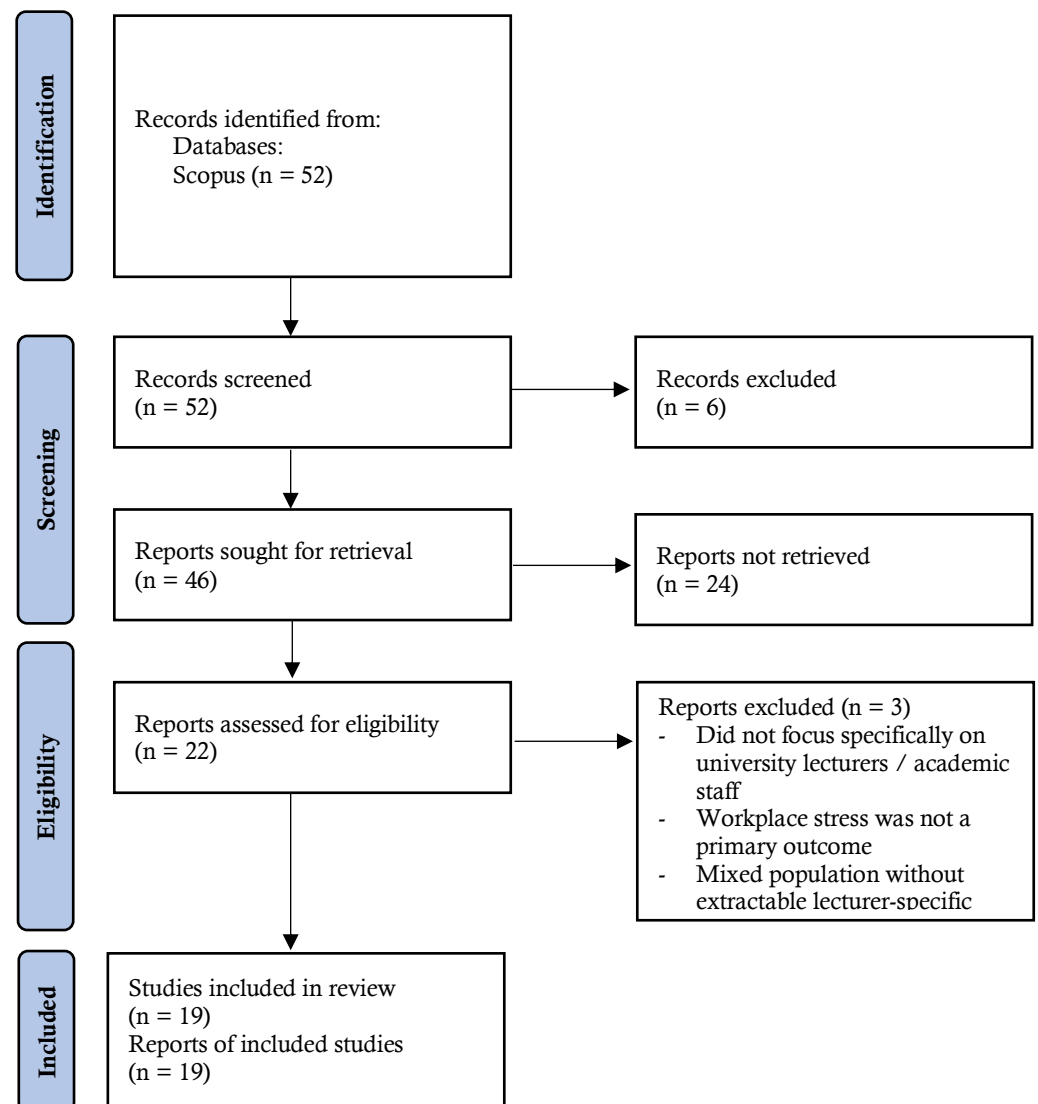 Identification
Records identified from:
Databases:
Scopus (n = 52)
Screening
Records screened
(n = 52)
Records excluded
(n = 6)
Reports sought for retrieval
(n = 46)
Reports not retrieved
(n = 24)
Eligibility
Reports assessed for eligibility
(n = 22)
Reports excluded (n = 3)
- Did not focus specifically on
university lecturers / academic
staff
- Workplace stress was not a
primary outcome
- Mixed population without
extractable lecturer-specific
Included
Studies included in review
(n = 19)
Reports of included studies
(n = 19)